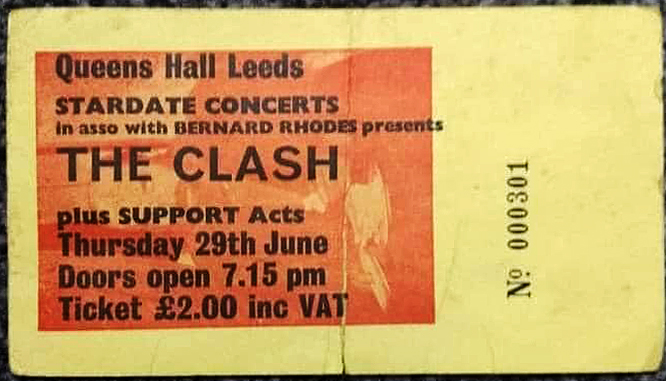 Queens Hall Leeds
STARDATE CONCERTS
in asso with BERNARD RHODES presents
THE CLASH
plus SUPPORT Acts
Thursday 29th June
Doors open 7.15 pm
Ticket £2.00 inc VAT
Nº 000301